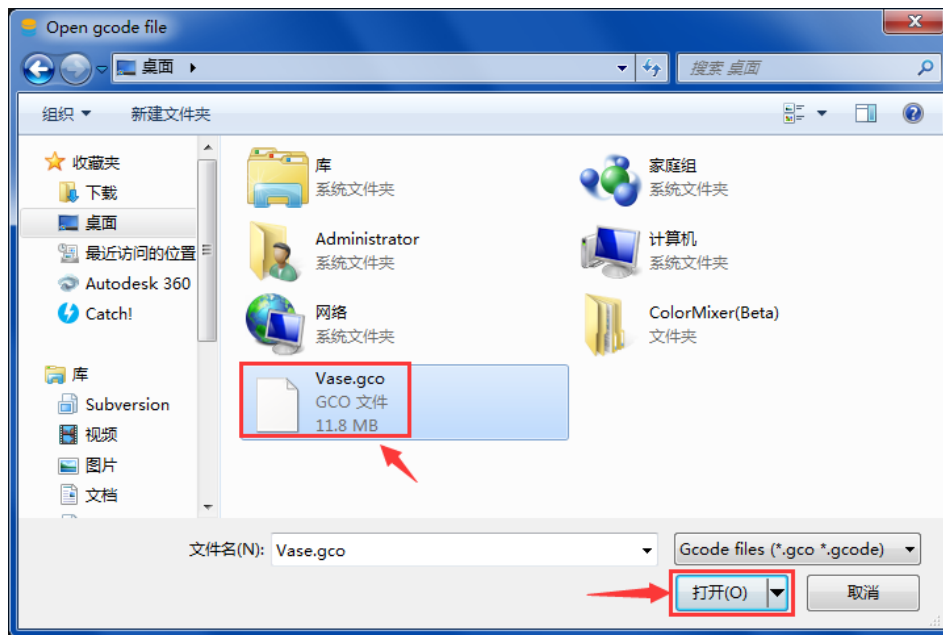 Open gcode file
桌面
搜索 桌面
组织
新建文件夹
收藏夹
下载
桌面
最近访问的位置
Autodesk 360
Catch!
库
Subversion
视频
图片
文档
库
系统文件夹
家庭组
系统文件夹
Administrator
系统文件夹
计算机
系统文件夹
网络
系统文件夹
ColorMixer(Beta)
文件夹
Vase.gco
GCO 文件
11.8 MB
文件名(N):
Vase.gco
Gcode files (*.gco *.gcode)
打开(O)
取消